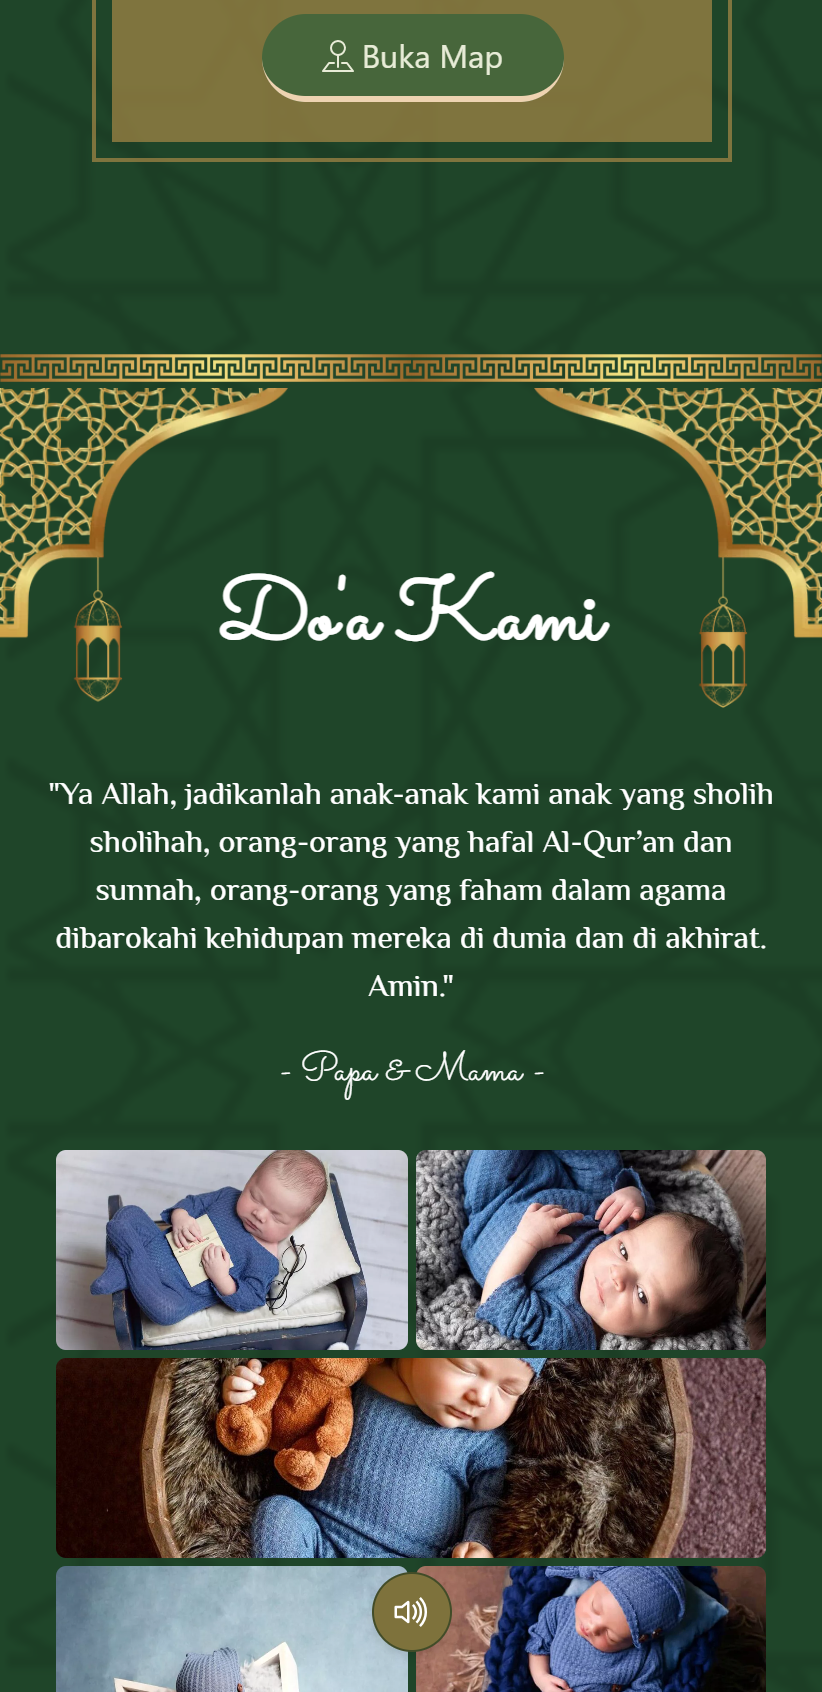 Buka Map
Do'a Kami
"Ya Allah, jadikanlah anak-anak kami anak yang sholih
sholihah, orang-orang yang hafal Al-Qur’an dan
sunnah, orang-orang yang faham dalam agama
dibarokahi kehidupan mereka di dunia dan di akhirat.
Amin."
- Papa & Mama -